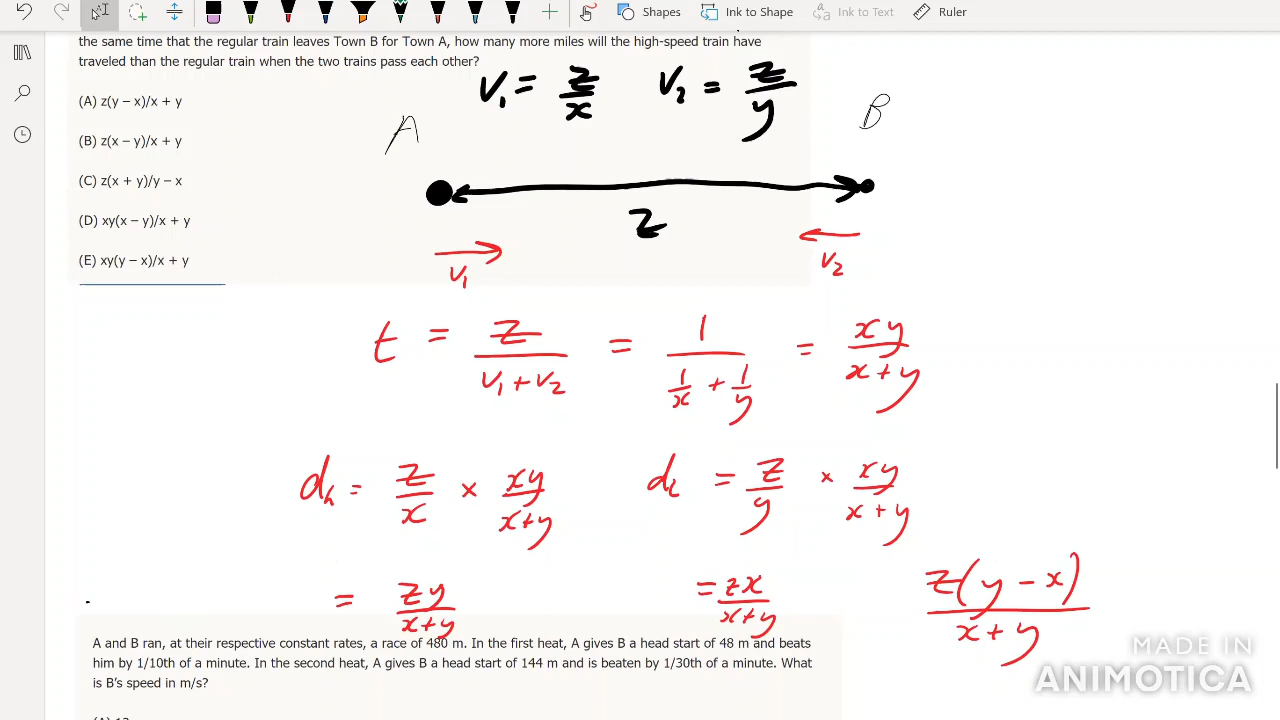 Shapes Ink to Shape Ink to Text Ruler
the same time that the regular train leaves Town B for Town A, how many more miles will the high-speed train have
traveled than the regular train when the two trains pass each other?
V₁ = z/x V₂ = z/y
(A) z(y − x)/x + y
A B
(B) z(x − y)/x + y
(C) z(x + y)/y − x
(D) xy(x − y)/x + y
z
(E) xy(y − x)/x + y
V₁ V₂
t = z/(V₁ + V₂) = 1/(1/x + 1/y) = xy/(x + y)
dₕ = z/x × xy/(x+y) = z/y × xy/(x + y)
= zy/(x+y) = zx/(x+y) z(y − x)/(x + y)
A and B ran, at their respective constant rates, a race of 480 m. In the first heat, A gives B a head start of 48 m and beats
him by 1/10th of a minute. In the second heat, A gives B a head start of 144 m and is beaten by 1/30th of a minute. What
is B's speed in m/s?
MADE IN
ANIMOTICA